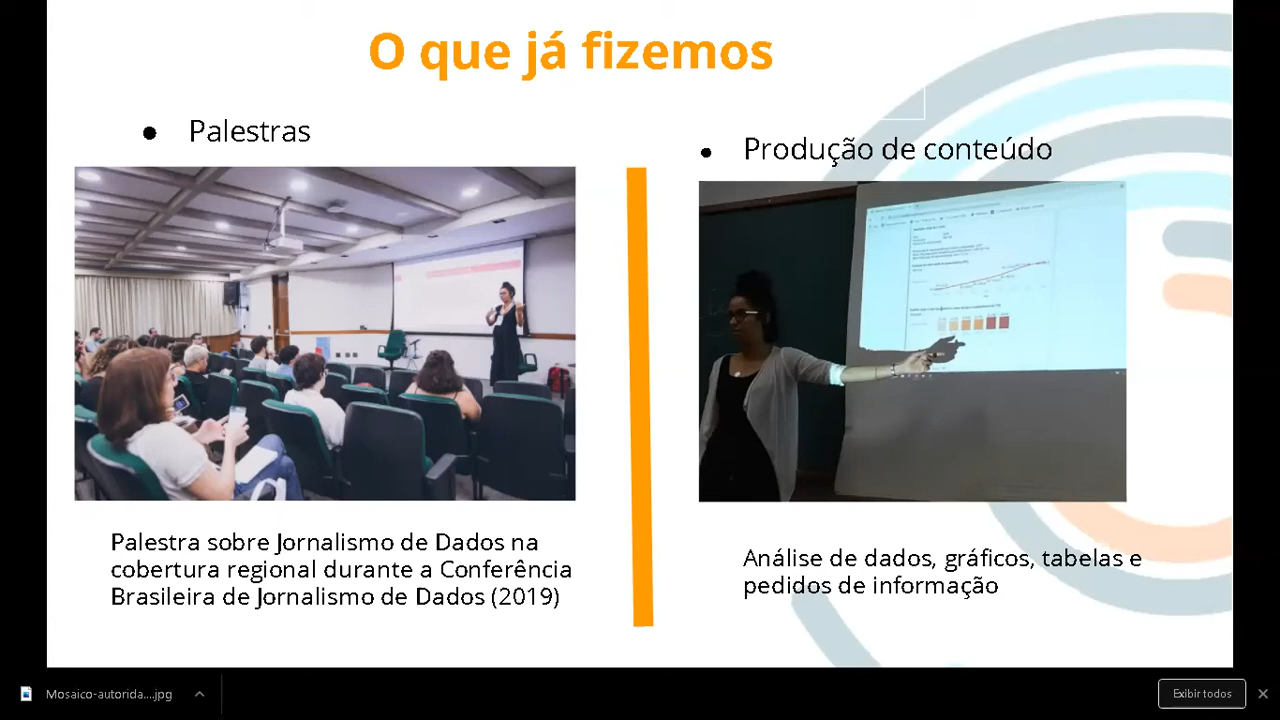 O que já fizemos
● Palestras
● Produção de conteúdo
Palestra sobre Jornalismo de Dados na
cobertura regional durante a Conferência
Brasileira de Jornalismo de Dados (2019)
Análise de dados, gráficos, tabelas e
pedidos de informação
Mosaico-autorida....jpg
Exibir todos